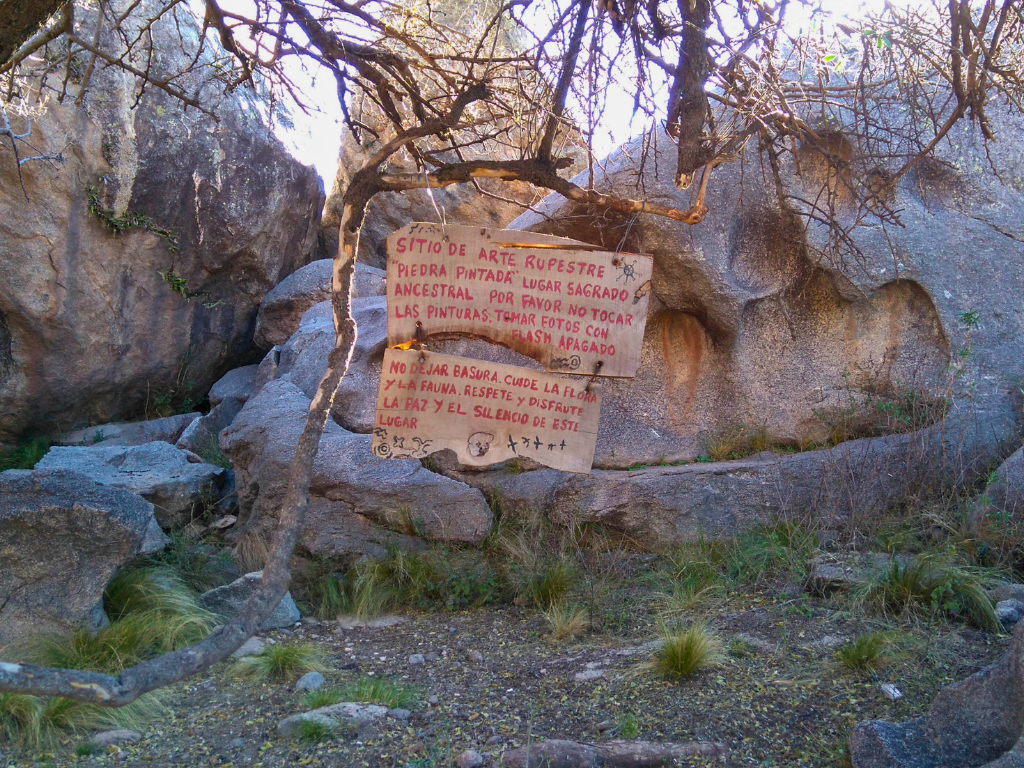 SITIO DE ARTE RUPESTRE
"PIEDRA PINTADA" LUGAR SAGRADO
ANCESTRAL POR FAVOR NO TOCAR
LAS PINTURAS. TOMAR FOTOS CON
FLASH APAGADO
NO DEJAR BASURA. CUIDE LA FLORA
Y LA FAUNA. RESPETE Y DISFRUTE
LA PAZ Y EL SILENCIO DE ESTE
LUGAR